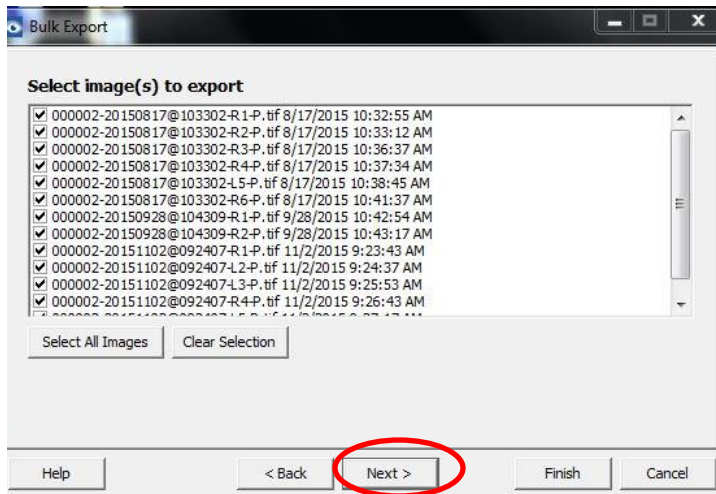 Bulk Export
Select image(s) to export
000002-20150817@103302-R1-P.tif 8/17/2015 10:32:55 AM
000002-20150817@103302-R2-P.tif 8/17/2015 10:33:12 AM
000002-20150817@103302-R3-P.tif 8/17/2015 10:36:37 AM
000002-20150817@103302-R4-P.tif 8/17/2015 10:37:34 AM
000002-20150817@103302-L5-P.tif 8/17/2015 10:38:45 AM
000002-20150817@103302-R6-P.tif 8/17/2015 10:41:37 AM
000002-20150928@104309-R1-P.tif 9/28/2015 10:42:54 AM
000002-20150928@104309-R2-P.tif 9/28/2015 10:43:17 AM
000002-20151102@092407-R1-P.tif 11/2/2015 9:23:43 AM
000002-20151102@092407-L2-P.tif 11/2/2015 9:24:37 AM
000002-20151102@092407-L3-P.tif 11/2/2015 9:25:53 AM
000002-20151102@092407-R4-P.tif 11/2/2015 9:26:43 AM
Select All Images Clear Selection
Help < Back Next > Finish Cancel